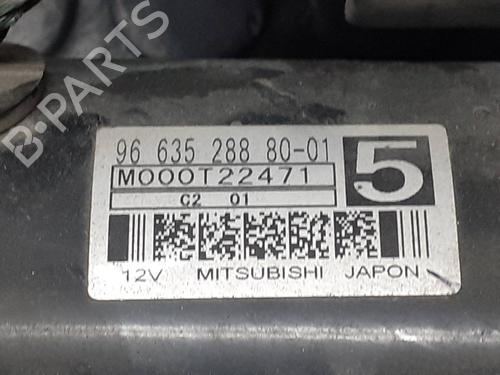 B-PARTS
96 635 288 80-01
5
M000T22471
C2 01
12V MITSUBISHI JAPON